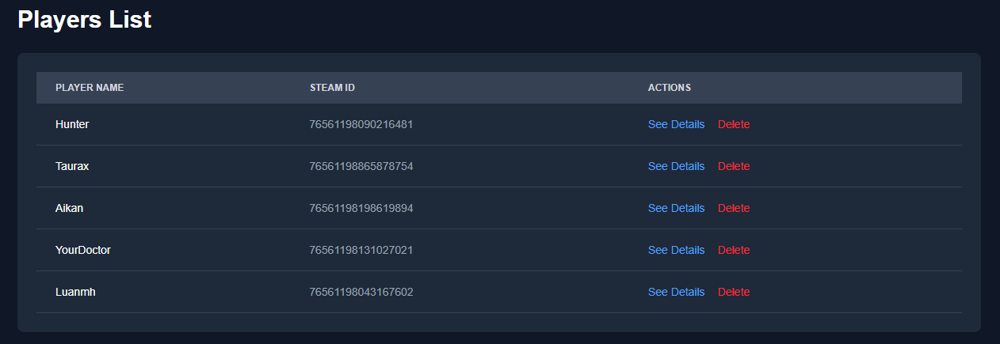 Players List
PLAYER NAME STEAM ID ACTIONS
Hunter 76561198090216481 See Details Delete
Taurax 76561198865878754 See Details Delete
Aikan 76561198198619894 See Details Delete
YourDoctor 76561198131027021 See Details Delete
Luanmh 76561198043167602 See Details Delete